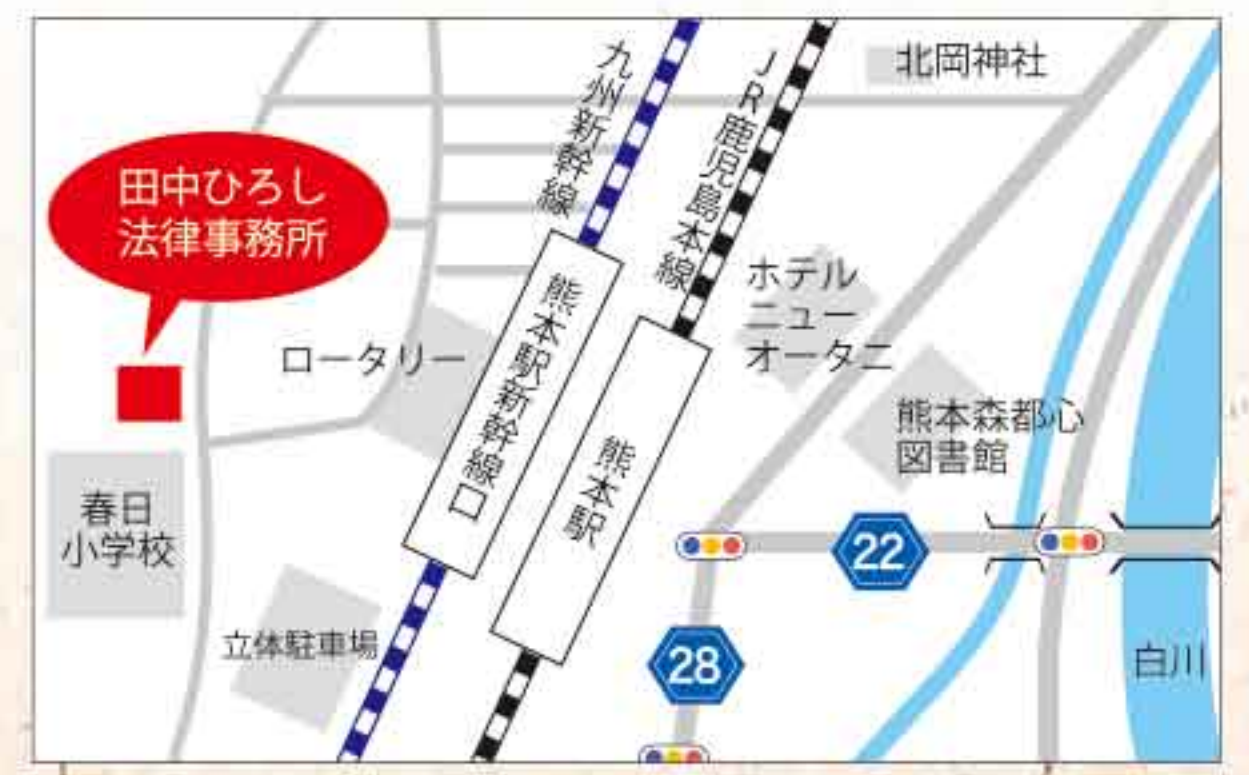 九州新幹線
JR鹿児島本線
北岡神社
田中ひろし
法律事務所
ホテル
ニュー
オータニ
ロータリー
熊本駅新幹線口
熊本駅
熊本森都心
図書館
春日
小学校
22
立体駐車場
28
白川